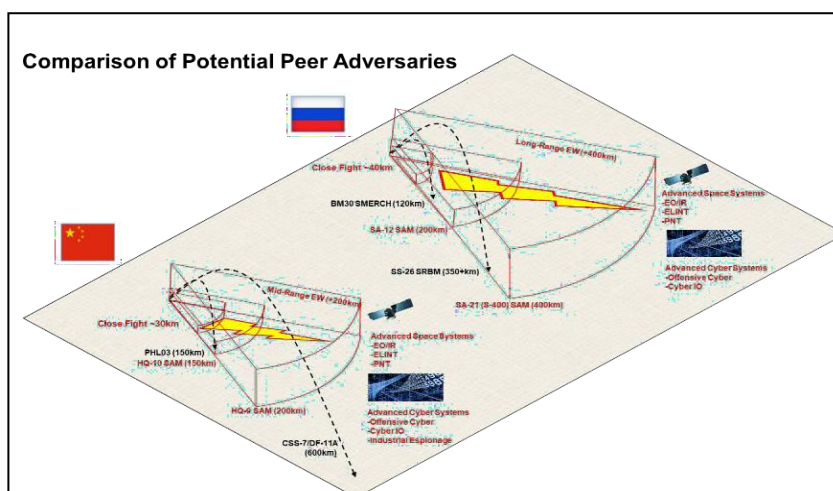 Comparison of Potential Peer Adversaries
Long-Range EW (+400km)
Close Fight ~40km
BM30 SMERCH (120km)
SA-12 SAM (200km)
SS-26 SRBM (350+km)
SA-21 (S-400) SAM (400km)
Advanced Space Systems
-EO/IR
-ELINT
-PNT
Advanced Cyber Systems
-Offensive Cyber
-Cyber IO
Mid-Range EW (+200km)
Close Fight ~30km
PHL03 (150km)
HQ-10 SAM (150km)
HQ-9 SAM (200km)
CSS-7/DF-11A
(600km)
Advanced Space Systems
-EO/IR
-ELINT
-PNT
Advanced Cyber Systems
-Offensive Cyber
-Cyber IO
-Industrial Espionage